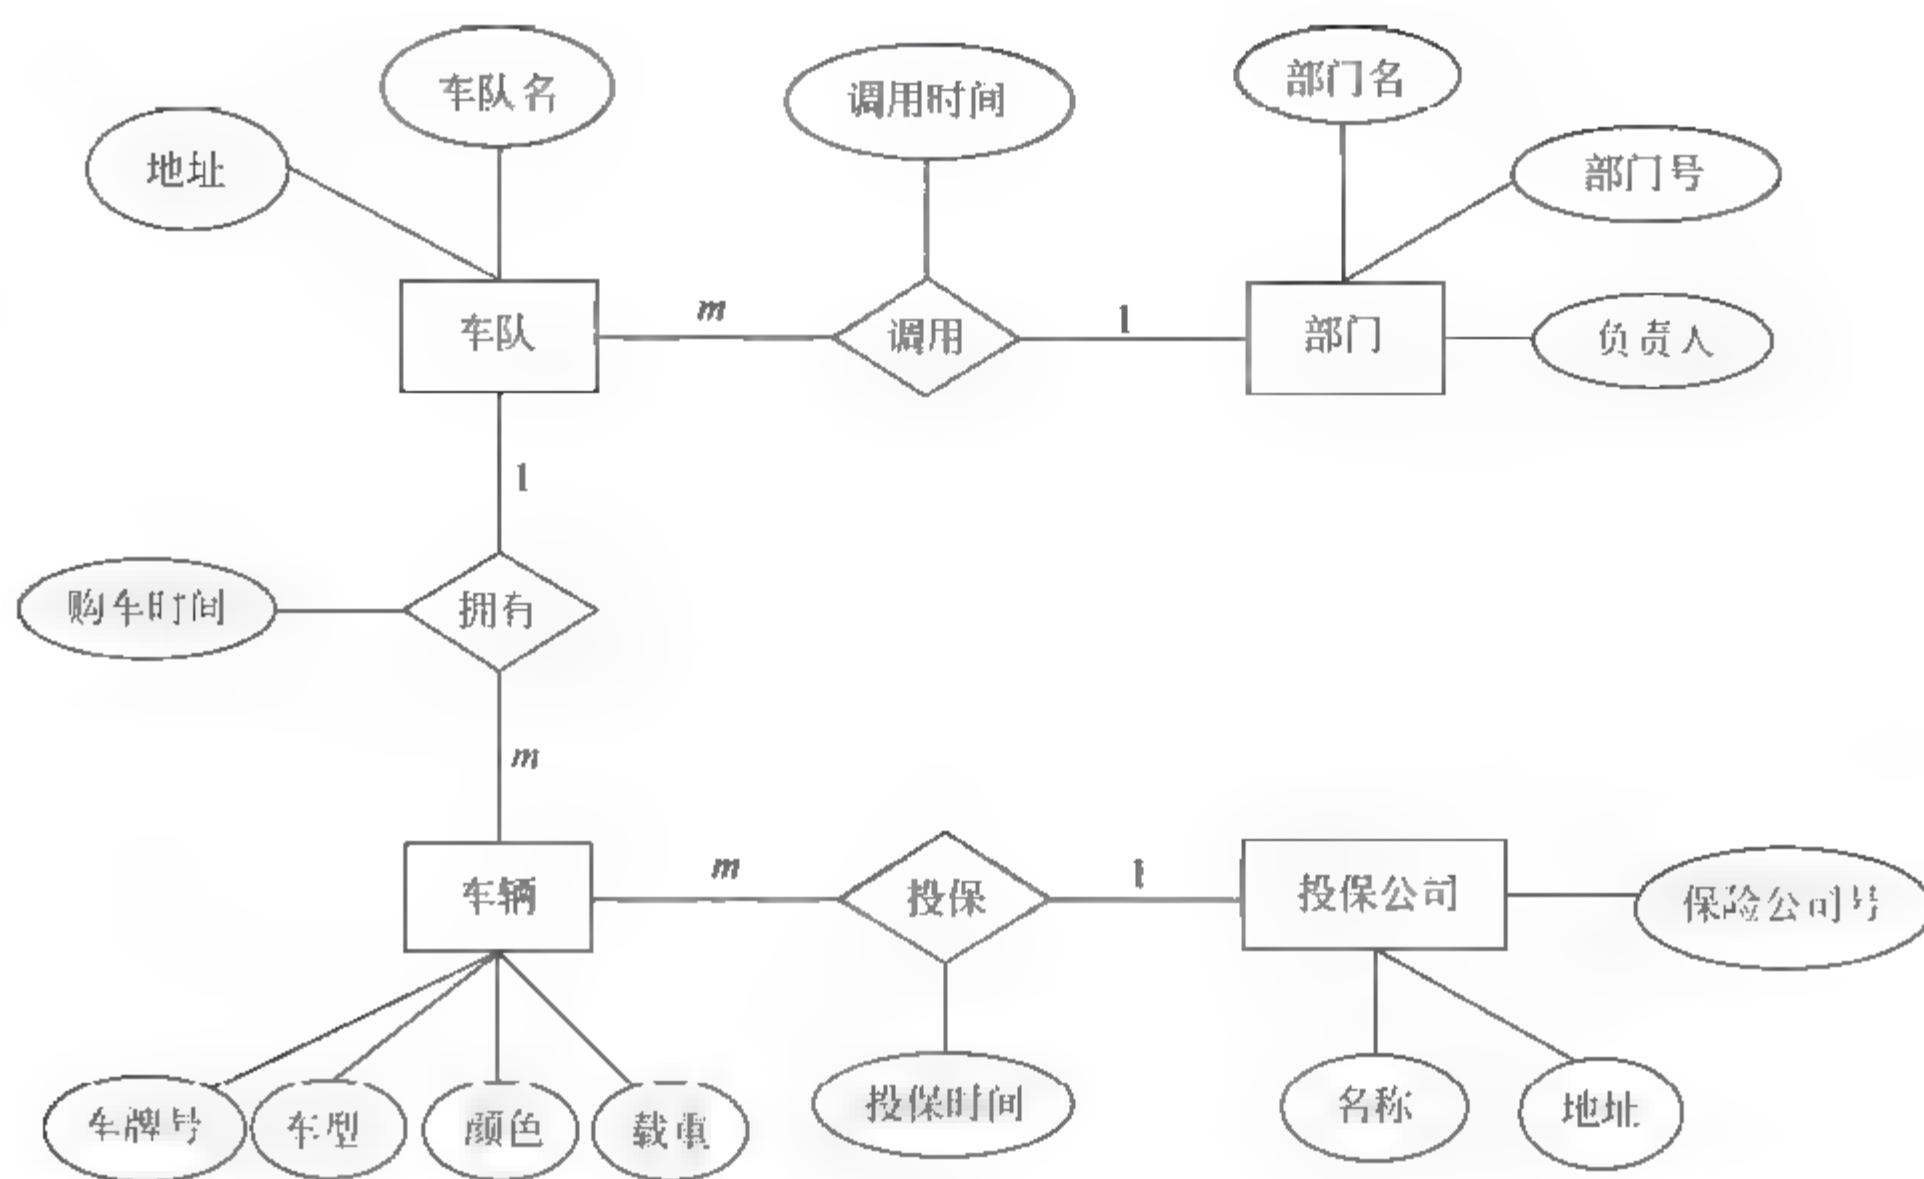 车队名
调用时间
部门名
地址
部门号
车队
m
调用
1
部门
负责人
1
购车时间
拥有
m
车辆
m
投保
1
投保公司
保险公司号
车牌号
车型
颜色
载重
投保时间
名称
地址